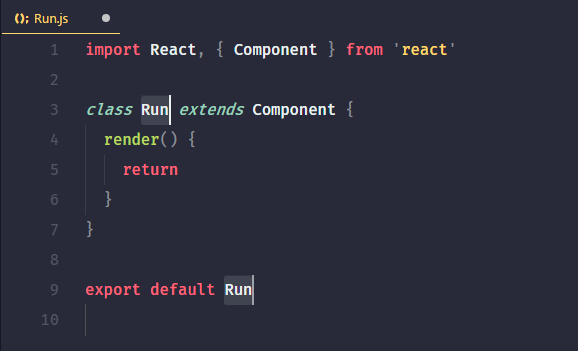 {}; Run.js
1 import React, { Component } from 'react'
2
3 class Run extends Component {
4 render() {
5 return
6 }
7 }
8
9 export default Run
10